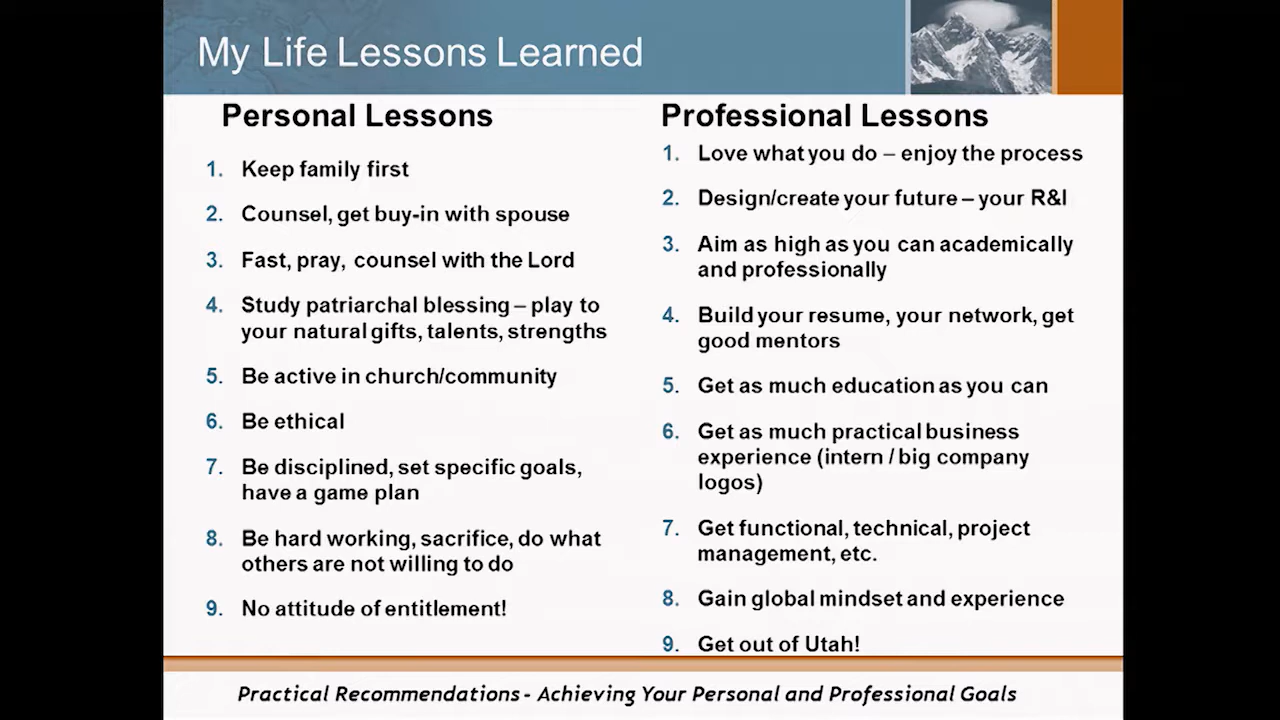 My Life Lessons Learned
Personal Lessons
1. Keep family first
2. Counsel, get buy-in with spouse
3. Fast, pray, counsel with the Lord
4. Study patriarchal blessing – play to
your natural gifts, talents, strengths
5. Be active in church/community
6. Be ethical
7. Be disciplined, set specific goals,
have a game plan
8. Be hard working, sacrifice, do what
others are not willing to do
9. No attitude of entitlement!
Professional Lessons
1. Love what you do – enjoy the process
2. Design/create your future – your R&I
3. Aim as high as you can academically
and professionally
4. Build your resume, your network, get
good mentors
5. Get as much education as you can
6. Get as much practical business
experience (intern / big company
logos)
7. Get functional, technical, project
management, etc.
8. Gain global mindset and experience
9. Get out of Utah!
Practical Recommendations - Achieving Your Personal and Professional Goals